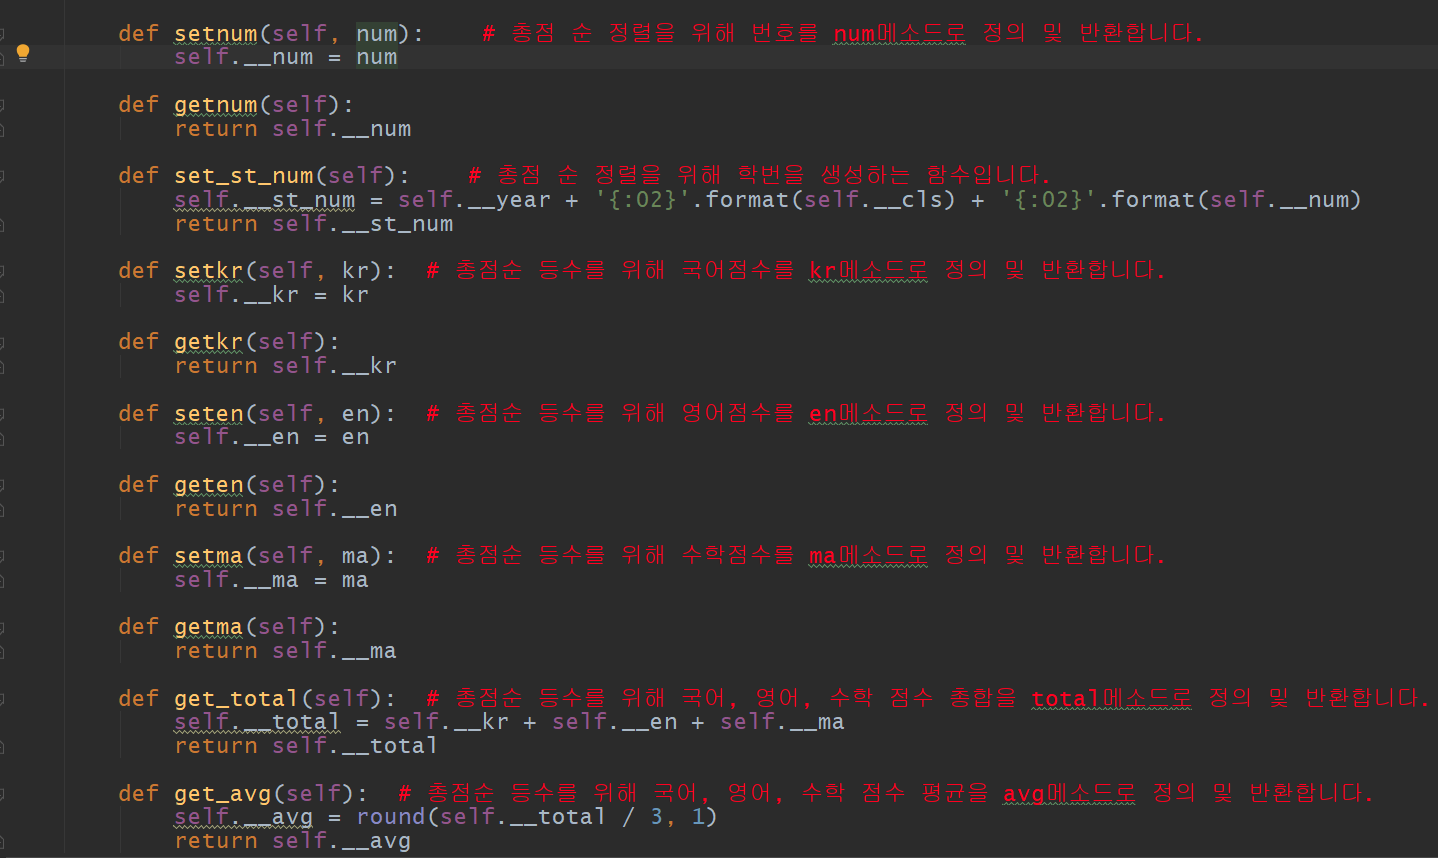 def setnum(self, num):    # 총점 순 정렬을 위해 번호를 num메소드로 정의 및 반환합니다.
self.__num = num
def getnum(self):
return self.__num
def set_st_num(self):    # 총점 순 정렬을 위해 학번을 생성하는 함수입니다.
self.__st_num = self.__year + '{:02}'.format(self.__cls) + '{:02}'.format(self.__num)
return self.__st_num
def setkr(self, kr):  # 총점순 등수를 위해 국어점수를 kr메소드로 정의 및 반환합니다.
self.__kr = kr
def getkr(self):
return self.__kr
def seten(self, en):  # 총점순 등수를 위해 영어점수를 en메소드로 정의 및 반환합니다.
self.__en = en
def geten(self):
return self.__en
def setma(self, ma):  # 총점순 등수를 위해 수학점수를 ma메소드로 정의 및 반환합니다.
self.__ma = ma
def getma(self):
return self.__ma
def get_total(self):  # 총점순 등수를 위해 국어, 영어, 수학 점수 총합을 total메소드로 정의 및 반환합니다.
self.__total = self.__kr + self.__en + self.__ma
return self.__total
def get_avg(self):  # 총점순 등수를 위해 국어, 영어, 수학 점수 평균을 avg메소드로 정의 및 반환합니다.
self.__avg = round(self.__total / 3, 1)
return self.__avg